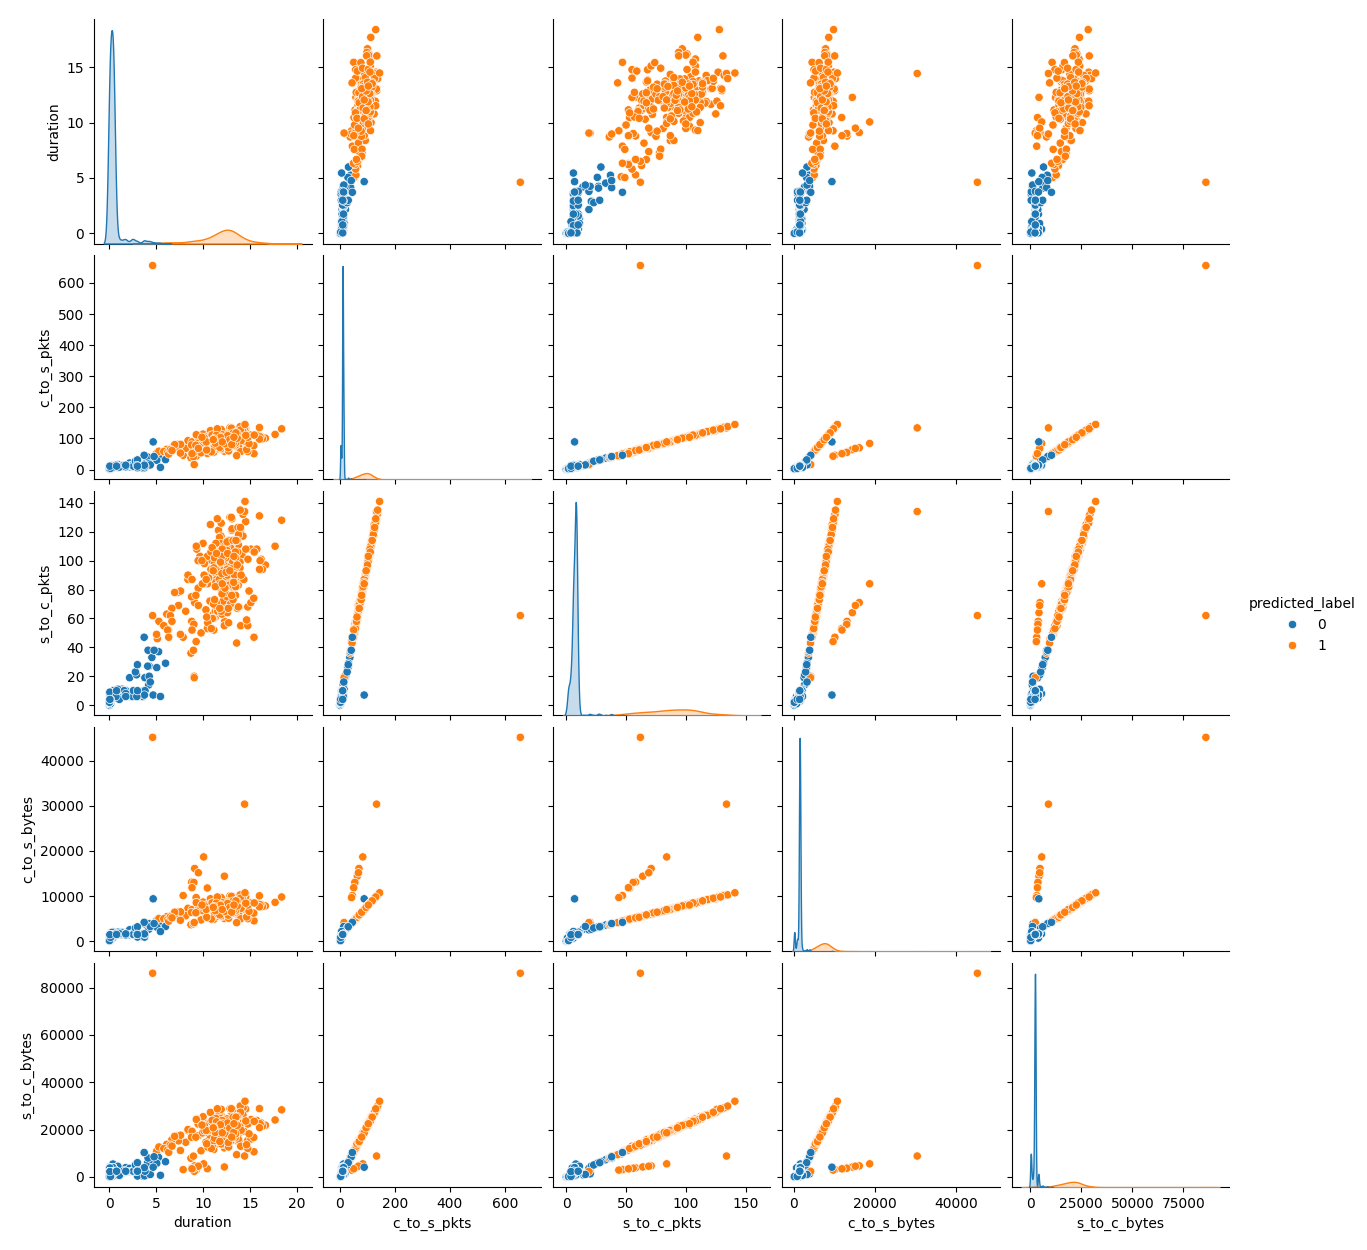 15
10
5
0
duration
600
500
400
300
200
100
0
c_to_s_pkts
140
120
100
80
60
40
20
0
s_to_c_pkts
predicted_label
0
1
40000
30000
20000
10000
0
c_to_s_bytes
80000
60000
40000
20000
0
s_to_c_bytes
0 5 10 15 20
0 200 400 600
0 50 100 150
0 20000 40000
0 25000 50000 75000
duration
c_to_s_pkts
s_to_c_pkts
c_to_s_bytes
s_to_c_bytes